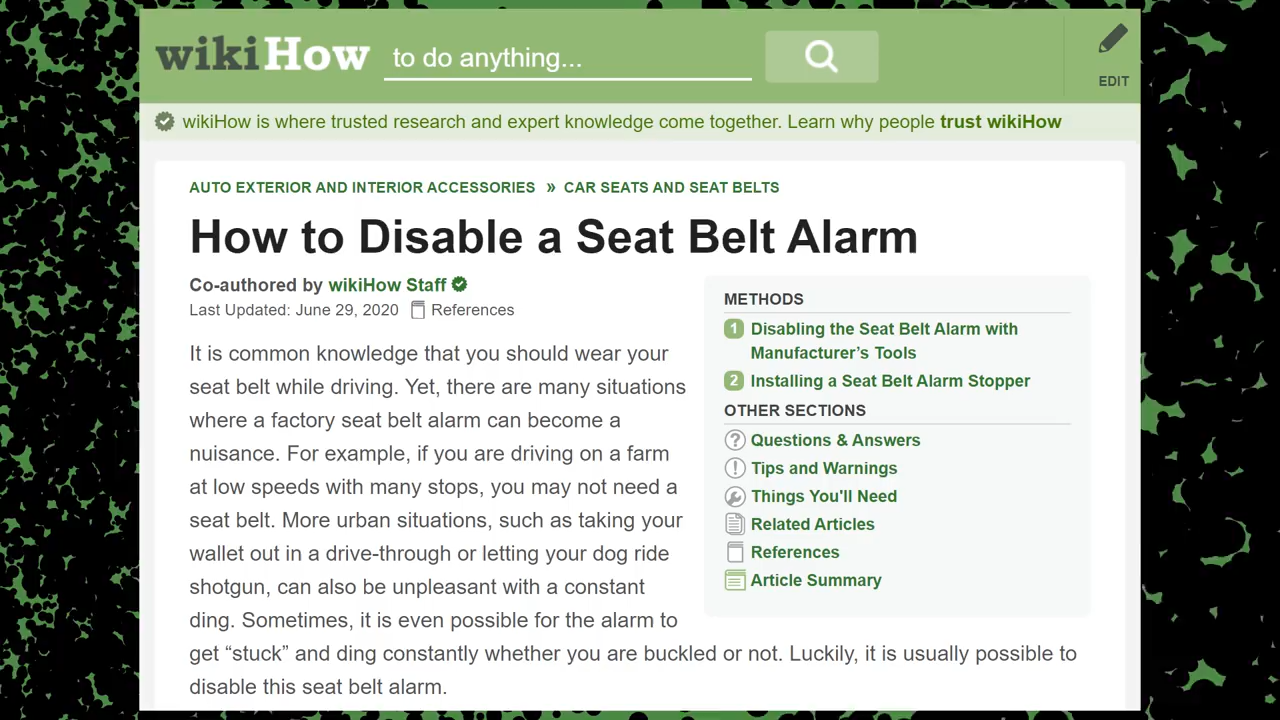 wikiHow to do anything...
EDIT
wikiHow is where trusted research and expert knowledge come together. Learn why people trust wikiHow
AUTO EXTERIOR AND INTERIOR ACCESSORIES » CAR SEATS AND SEAT BELTS
How to Disable a Seat Belt Alarm
Co-authored by wikiHow Staff
Last Updated: June 29, 2020 References
It is common knowledge that you should wear your
seat belt while driving. Yet, there are many situations
where a factory seat belt alarm can become a
nuisance. For example, if you are driving on a farm
at low speeds with many stops, you may not need a
seat belt. More urban situations, such as taking your
wallet out in a drive-through or letting your dog ride
shotgun, can also be unpleasant with a constant
ding. Sometimes, it is even possible for the alarm to
get “stuck” and ding constantly whether you are buckled or not. Luckily, it is usually possible to
disable this seat belt alarm.
METHODS
1 Disabling the Seat Belt Alarm with
Manufacturer’s Tools
2 Installing a Seat Belt Alarm Stopper
OTHER SECTIONS
Questions & Answers
Tips and Warnings
Things You'll Need
Related Articles
References
Article Summary